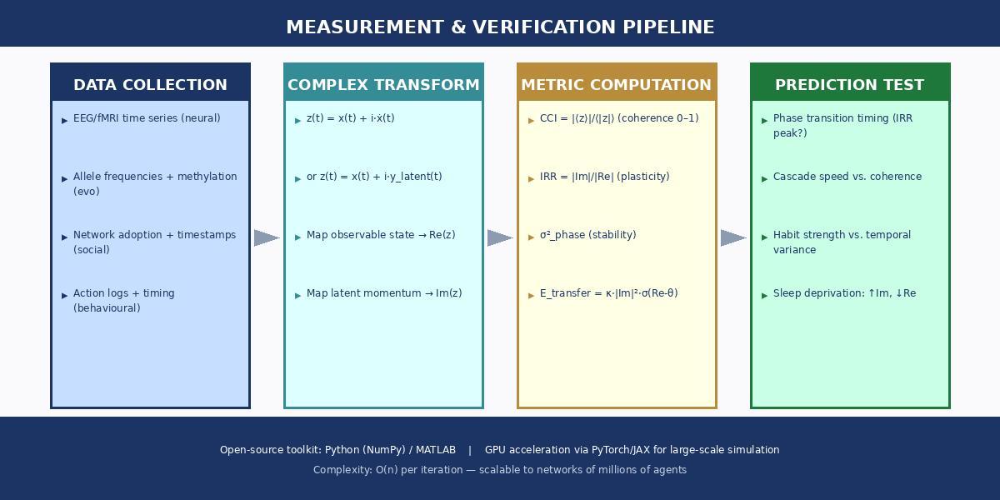 MEASUREMENT & VERIFICATION PIPELINE
DATA COLLECTION
▸ EEG/fMRI time series (neural)
▸ Allele frequencies + methylation
(evo)
▸ Network adoption + timestamps
(social)
▸ Action logs + timing
(behavioural)
COMPLEX TRANSFORM
▸ z(t) = x(t) + i·ẋ(t)
▸ or z(t) = x(t) + i·y_latent(t)
▸ Map observable state → Re(z)
▸ Map latent momentum → Im(z)
METRIC COMPUTATION
▸ CCI = |⟨z⟩|/⟨|z|⟩ (coherence 0–1)
▸ IRR = |Im|/|Re| (plasticity)
▸ σ²_phase (stability)
▸ E_transfer = κ·|Im|²·σ(Re-θ)
PREDICTION TEST
▸ Phase transition timing (IRR
peak?)
▸ Cascade speed vs. coherence
▸ Habit strength vs. temporal
variance
▸ Sleep deprivation: ↑Im, ↓Re
Open-source toolkit: Python (NumPy) / MATLAB | GPU acceleration via PyTorch/JAX for large-scale simulation
Complexity: O(n) per iteration — scalable to networks of millions of agents